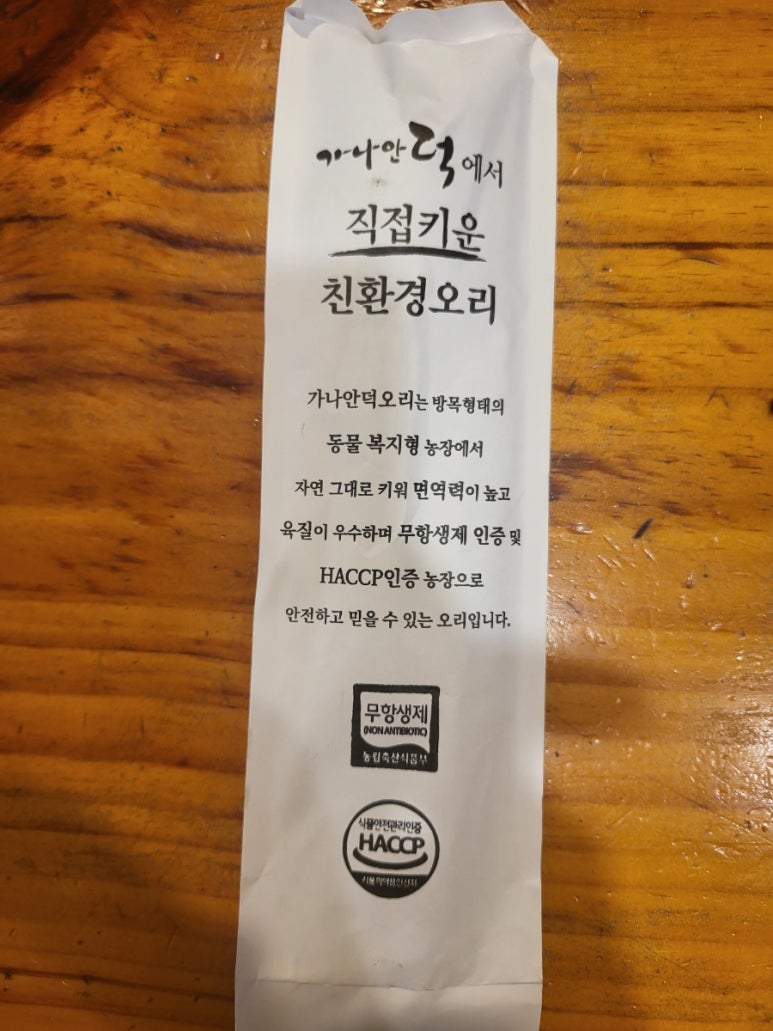 가나안덕에서
직접키운
친환경오리
가나안덕오리는 방목형태의
동물 복지형 농장에서
자연 그대로 키워 면역력이 높고
육질이 우수하며 무항생제 인증 및
HACCP인증 농장으로
안전하고 믿을 수 있는 오리입니다.
무항생제
(NON ANTIBIOTIC)
농림축산식품부
식품안전관리인증
HACCP
식품의약품안전처